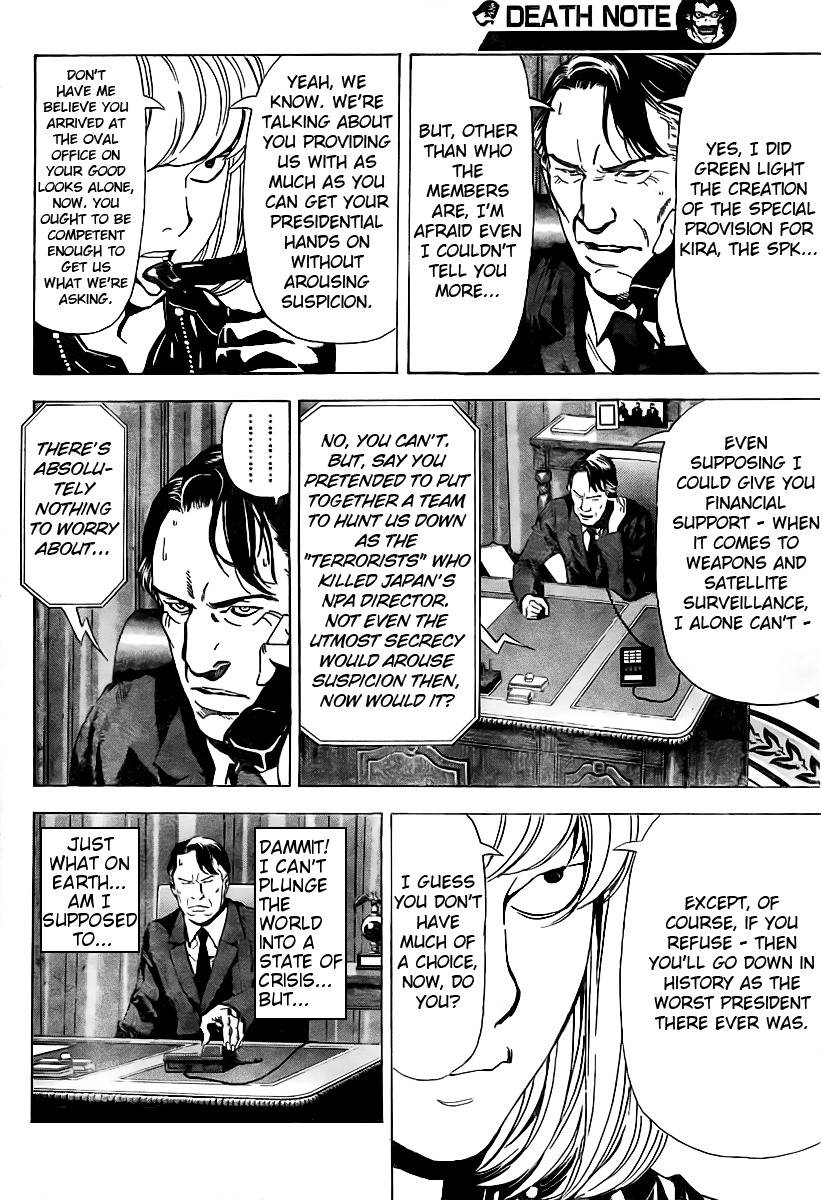 DEATH NOTE
YES, I DID
GREEN LIGHT
THE CREATION
OF THE SPECIAL
PROVISION FOR
KIRA, THE SPK...
BUT, OTHER
THAN WHO
THE
MEMBERS
ARE, I'M
AFRAID EVEN
I COULDN'T
TELL YOU
MORE...
YEAH, WE
KNOW. WE'RE
TALKING ABOUT
YOU PROVIDING
US WITH AS
MUCH AS YOU
CAN GET YOUR
PRESIDENTIAL
HANDS ON
WITHOUT
AROUSING
SUSPICION.
DON'T
HAVE ME
BELIEVE YOU
ARRIVED AT
THE OVAL
OFFICE ON
YOUR GOOD
LOOKS ALONE,
NOW. YOU
OUGHT TO BE
COMPETENT
ENOUGH TO
GET US
WHAT WE'RE
ASKING.
EVEN
SUPPOSING I
COULD GIVE YOU
FINANCIAL
SUPPORT - WHEN
IT COMES TO
WEAPONS AND
SATELLITE
SURVEILLANCE,
I ALONE CAN'T -
NO, YOU CAN'T.
BUT, SAY YOU
PRETENDED TO PUT
TOGETHER A TEAM
TO HUNT US DOWN
AS THE
"TERRORISTS" WHO
KILLED JAPAN'S
NPA DIRECTOR.
NOT EVEN THE
UTMOST SECRECY
WOULD AROUSE
SUSPICION THEN,
NOW WOULD IT?
..........
THERE'S
ABSOLU-
TELY
NOTHING
TO WORRY
ABOUT...
EXCEPT, OF
COURSE, IF YOU
REFUSE - THEN
YOU'LL GO DOWN IN
HISTORY AS THE
WORST PRESIDENT
THERE EVER WAS.
I GUESS
YOU DON'T
HAVE
MUCH OF
A CHOICE,
NOW, DO
YOU?
DAMMIT!
I CAN'T
PLUNGE
THE
WORLD
INTO A
STATE OF
CRISIS...
BUT...
JUST
WHAT ON
EARTH...
AM I
SUPPOSED
TO...